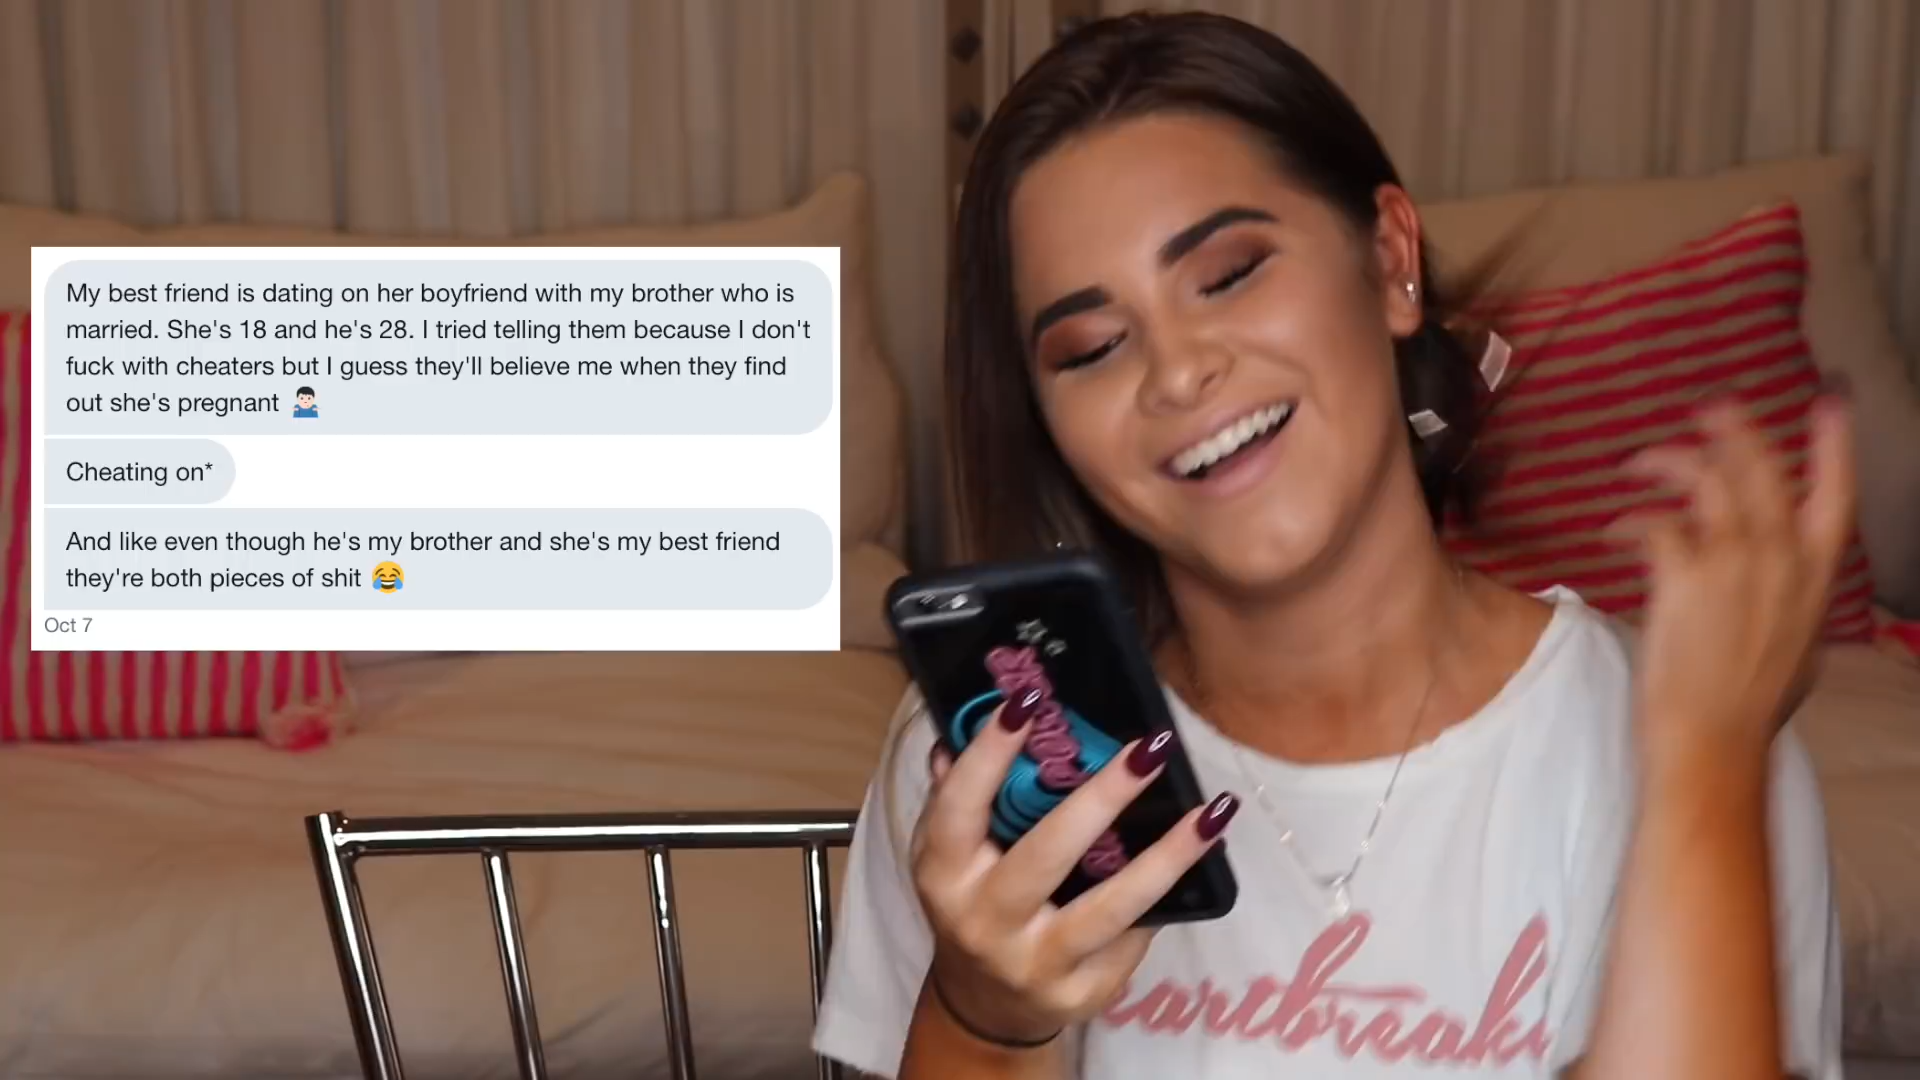 My best friend is dating on her boyfriend with my brother who is
married. She's 18 and he's 28. I tried telling them because I don't
fuck with cheaters but I guess they'll believe me when they find
out she's pregnant 🤷🏻‍♂️
Cheating on*
And like even though he's my brother and she's my best friend
they're both pieces of shit 😂
Oct 7